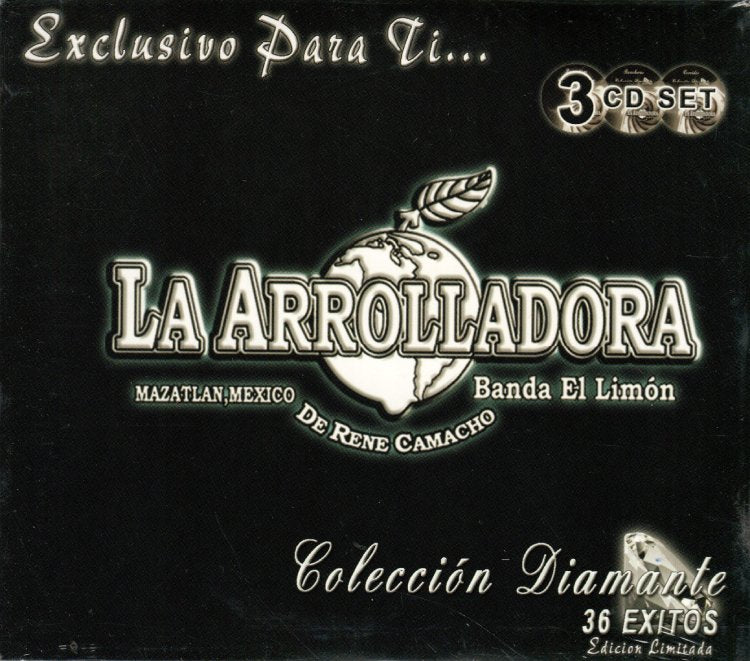 Exclusivo Para Ti...
3 CD SET
LA ARROLLADORA
MAZATLAN,MEXICO
Banda El Limón
DE RENE CAMACHO
Colección Diamante
36 EXITOS
Edicion Limitada